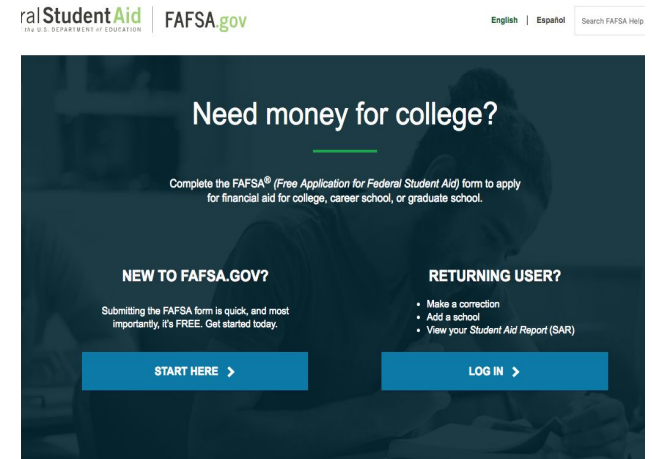 ral StudentAid
the U.S. DEPARTMENT of EDUCATION
FAFSA.gov
English | Español
Search FAFSA Help
Need money for college?
Complete the FAFSA® (Free Application for Federal Student Aid) form to apply
for financial aid for college, career school, or graduate school.
NEW TO FAFSA.GOV?
Submitting the FAFSA form is quick, and most
importantly, it's FREE. Get started today.
START HERE >
RETURNING USER?
• Make a correction
• Add a school
• View your Student Aid Report (SAR)
LOG IN >